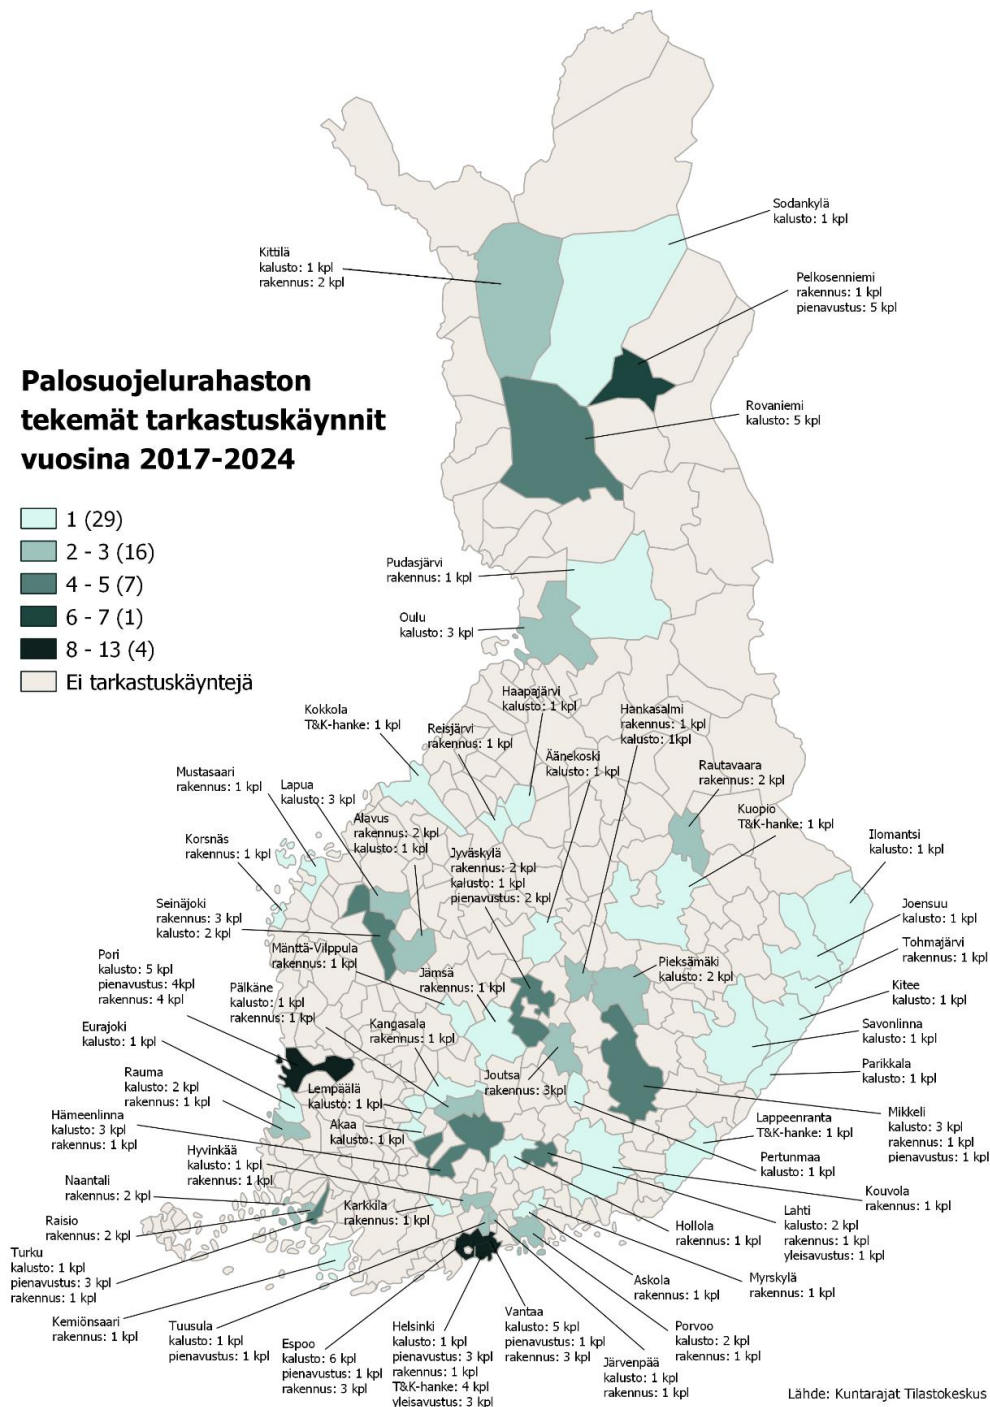 Sodankylä
kalusto: 1 kpl
Kittilä
kalusto: 1 kpl
rakennus: 2 kpl
Pelkosenniemi
rakennus: 1 kpl
pienavustus: 5 kpl
Palosuojelurahaston
tekemät tarkastuskäynnit
vuosina 2017-2024
Rovaniemi
kalusto: 5 kpl
1 (29)
2 - 3 (16)
4 - 5 (7)
6 - 7 (1)
8 - 13 (4)
Ei tarkastuskäyntejä
Pudasjärvi
rakennus: 1 kpl
Oulu
kalusto: 3 kpl
Haapajärvi
kalusto: 1 kpl
Hankasalmi
rakennus: 1 kpl
kalusto: 1kpl
Kokkola
T&K-hanke: 1 kpl
Reisjärvi
rakennus: 1 kpl
Äänekoski
kalusto: 1 kpl
Rautavaara
rakennus: 2 kpl
Mustasaari
rakennus: 1 kpl
Lapua
kalusto: 3 kpl
Alavus
rakennus: 2 kpl
kalusto: 1 kpl
Kuopio
T&K-hanke: 1 kpl
Ilomantsi
kalusto: 1 kpl
Korsnäs
rakennus: 1 kpl
Jyväskylä
rakennus: 2 kpl
kalusto: 1 kpl
pienavustus: 2 kpl
Seinäjoki
rakennus: 3 kpl
kalusto: 2 kpl
Joensuu
kalusto: 1 kpl
Mänttä-Vilppula
rakennus: 1 kpl
Tohmajärvi
rakennus: 1 kpl
Pori
kalusto: 5 kpl
pienavustus: 4kpl
rakennus: 4 kpl
Jämsä
rakennus: 1 kpl
Pieksämäki
kalusto: 2 kpl
Pälkäne
kalusto: 1 kpl
rakennus: 1 kpl
Kitee
kalusto: 1 kpl
Eurajoki
kalusto: 1 kpl
Kangasala
rakennus: 1 kpl
Savonlinna
rakennus: 1 kpl
Rauma
kalusto: 2 kpl
rakennus: 1 kpl
Lempäälä
kalusto: 1 kpl
Joutsa
rakennus: 3kpl
Parikkala
kalusto: 1 kpl
Hämeenlinna
kalusto: 3 kpl
rakennus: 1 kpl
Akaa
kalusto: 1 kpl
Lappeenranta
T&K-hanke: 1 kpl
Mikkeli
kalusto: 3 kpl
rakennus: 1 kpl
pienavustus: 1 kpl
Hyvinkää
kalusto: 1 kpl
rakennus: 1 kpl
Pertunmaa
kalusto: 1 kpl
Naantali
rakennus: 2 kpl
Kouvola
rakennus: 1 kpl
Karkkila
rakennus: 1 kpl
Raisio
rakennus: 2 kpl
Hollola
rakennus: 1 kpl
Lahti
kalusto: 2 kpl
rakennus: 1 kpl
yleisavustus: 1 kpl
Turku
kalusto: 1 kpl
pienavustus: 3 kpl
rakennus: 1 kpl
Askola
rakennus: 1 kpl
Myrskylä
rakennus: 1 kpl
Kemiönsaari
rakennus: 1 kpl
Tuusula
kalusto: 1 kpl
pienavustus: 1 kpl
Espoo
kalusto: 6 kpl
pienavustus: 1 kpl
rakennus: 3 kpl
Helsinki
kalusto: 1 kpl
pienavustus: 3 kpl
rakennus: 1 kpl
T&K-hanke: 4 kpl
yleisavustus: 3 kpl
Vantaa
kalusto: 5 kpl
pienavustus: 1 kpl
rakennus: 3 kpl
Järvenpää
kalusto: 1 kpl
rakennus: 1 kpl
Porvoo
kalusto: 2 kpl
rakennus: 1 kpl
Lähde: Kuntarajat Tilastokeskus